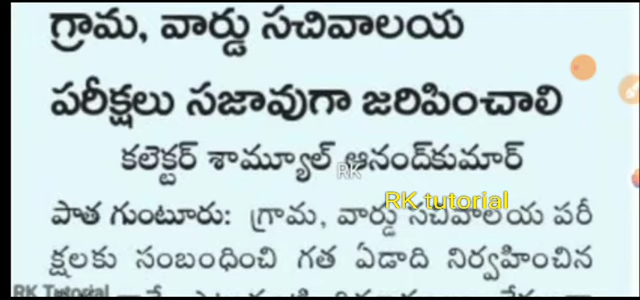 గ్రామ, వార్డు సచివాలయ
పరీక్షలు సజావుగా జరిపించాలి
కలెక్టర్ శామ్యూల్ ఆనంద్‌కుమార్
RK
RK tutorial
పాత గుంటూరు: గ్రామ, వార్డు సచివాలయ పరీ
క్షలకు సంబంధించి గత ఏడాది నిర్వహించిన
RK Tutorial